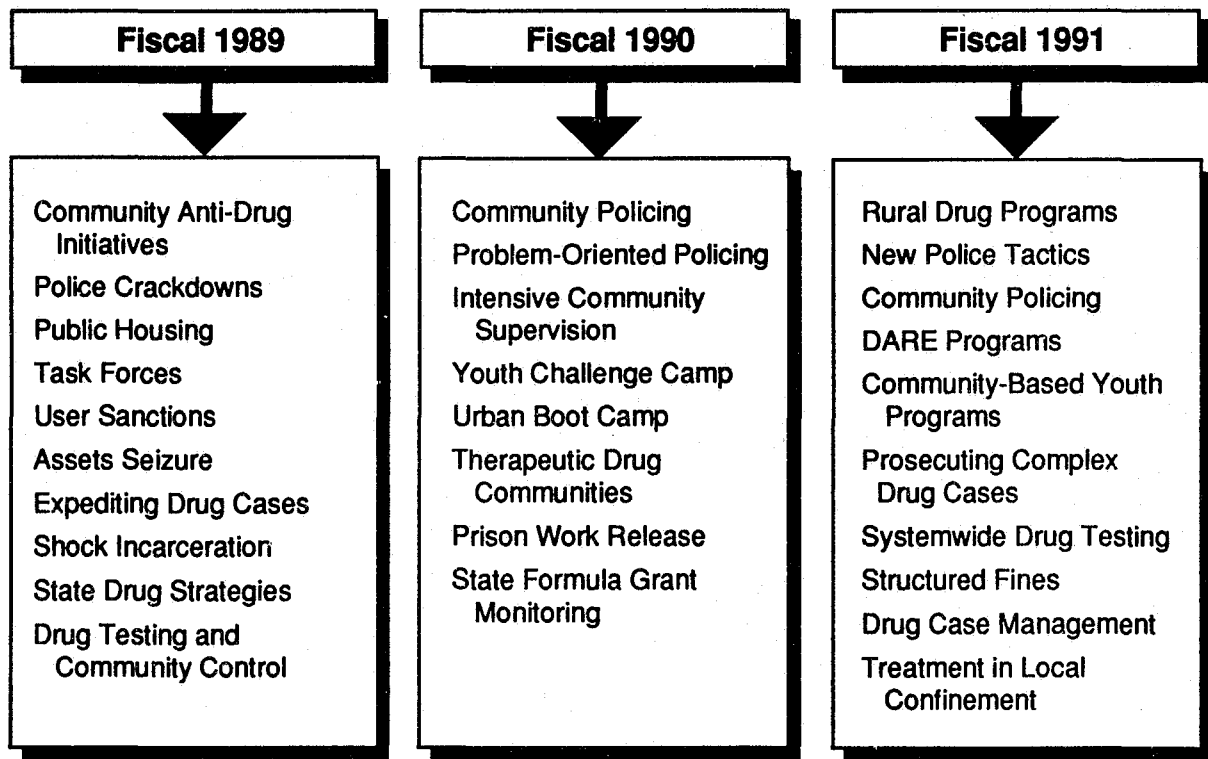 Fiscal 1989
Community Anti-Drug
Initiatives
Police Crackdowns
Public Housing
Task Forces
User Sanctions
Assets Seizure
Expediting Drug Cases
Shock Incarceration
State Drug Strategies
Drug Testing and
Community Control
Fiscal 1990
Community Policing
Problem-Oriented Policing
Intensive Community
Supervision
Youth Challenge Camp
Urban Boot Camp
Therapeutic Drug
Communities
Prison Work Release
State Formula Grant
Monitoring
Fiscal 1991
Rural Drug Programs
New Police Tactics
Community Policing
DARE Programs
Community-Based Youth
Programs
Prosecuting Complex
Drug Cases
Systemwide Drug Testing
Structured Fines
Drug Case Management
Treatment in Local
Confinement